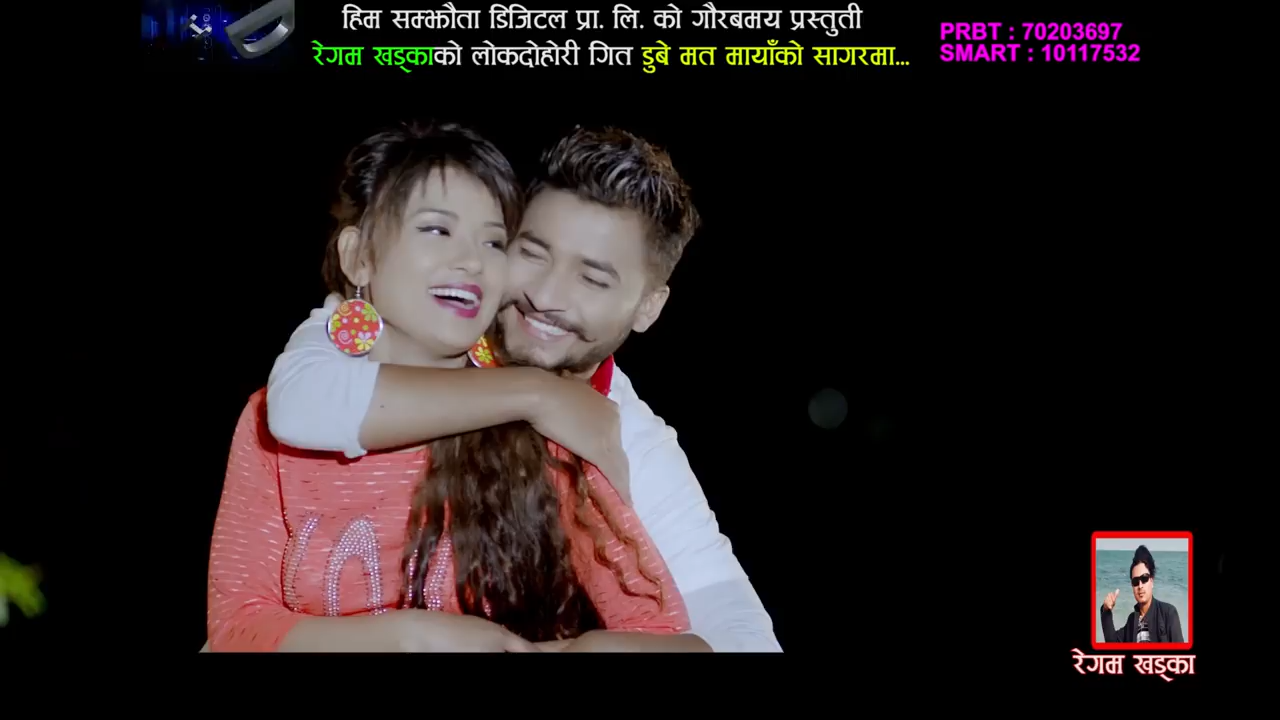 हिम सम्झौता डिजिटल प्रा. लि. को गौरबमय प्रस्तुती
रेगम खड्काको लोकदोहोरी गित डुबे मत मायाँको सागरमा...
PRBT : 70203697
SMART : 10117532
रेगम खड्का